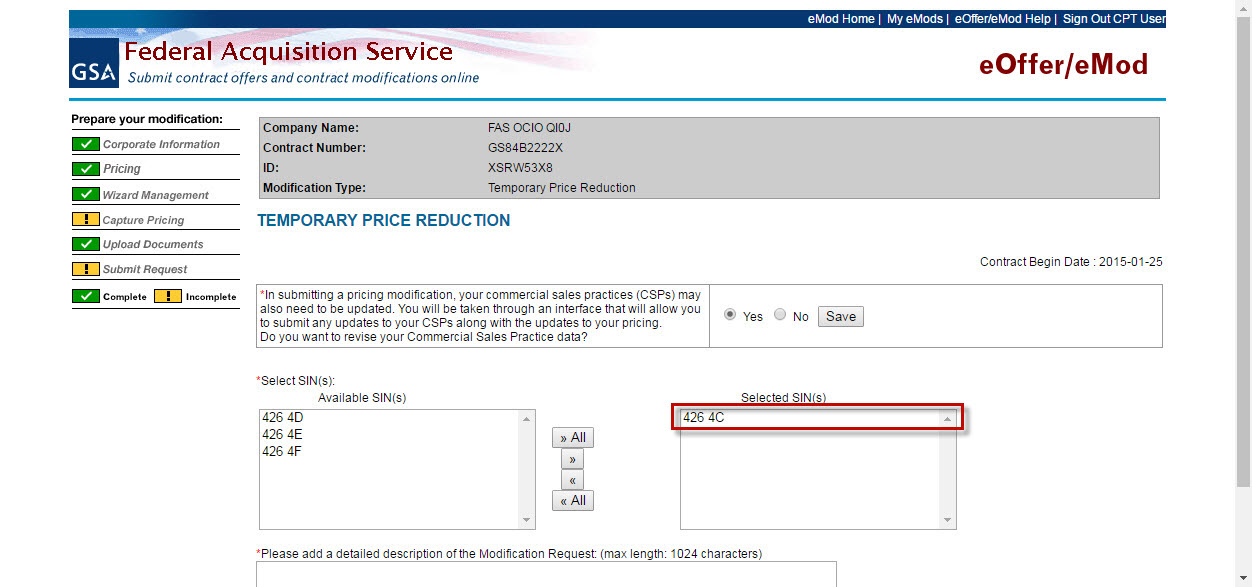 eMod Home | My eMods | eOffer/eMod Help | Sign Out CPT User
GSA
Federal Acquisition Service
Submit contract offers and contract modifications online
eOffer/eMod
Prepare your modification:
Corporate Information
Pricing
Wizard Management
Capture Pricing
Upload Documents
Submit Request
Complete ! Incomplete
Company Name: FAS OCIO QI0J
Contract Number: GS84B2222X
ID: XSRW53X8
Modification Type: Temporary Price Reduction
TEMPORARY PRICE REDUCTION
Contract Begin Date : 2015-01-25
*In submitting a pricing modification, your commercial sales practices (CSPs) may
also need to be updated. You will be taken through an interface that will allow you
to submit any updates to your CSPs along with the updates to your pricing.
Do you want to revise your Commercial Sales Practice data?
Yes No Save
*Select SIN(s):
Available SIN(s) Selected SIN(s)
426 4D
426 4E
426 4F
» All
»
«
« All
426 4C
*Please add a detailed description of the Modification Request: (max length: 1024 characters)